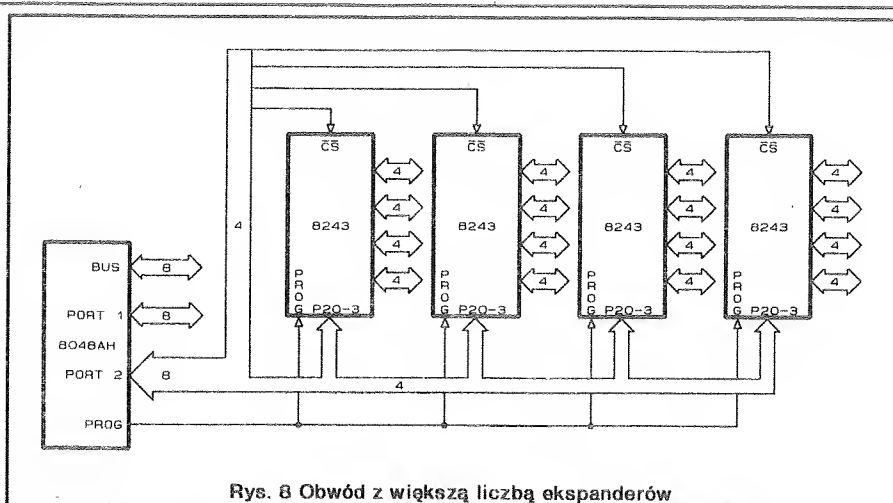 CS CS CS CS
4 4 4 4
4 4 4 4
4
8243 8243 8243 8243
4 4 4 4
4 4 4 4
PROG PROG PROG PROG
P20-3 P20-3 P20-3 P20-3
BUS 8
PORT 1 8
8048AH
PORT 2 8
4
PROG
Rys. 8 Obwód z większą liczbą ekspanderów